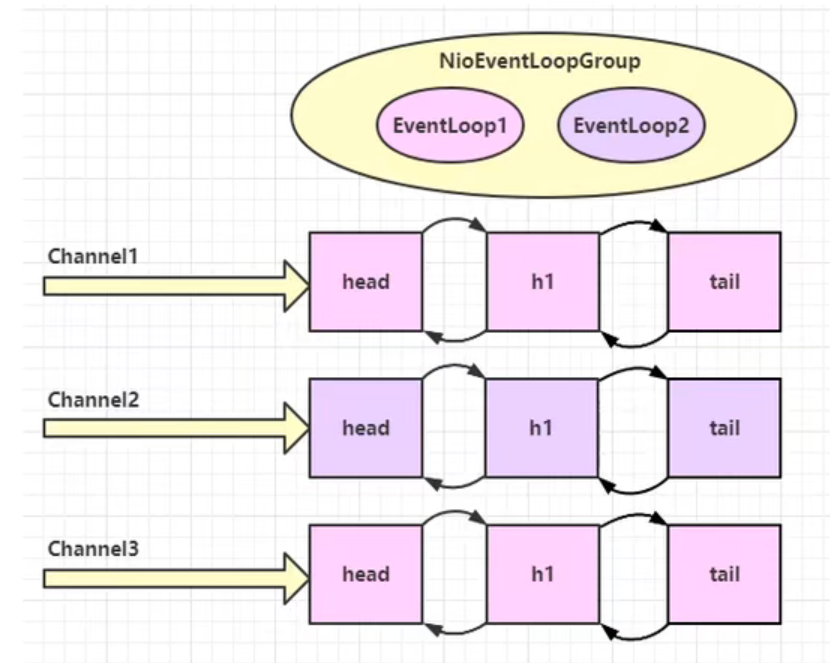 NioEventLoopGroup
EventLoop1 EventLoop2
Channel1
head h1 tail
Channel2
head h1 tail
Channel3
head h1 tail